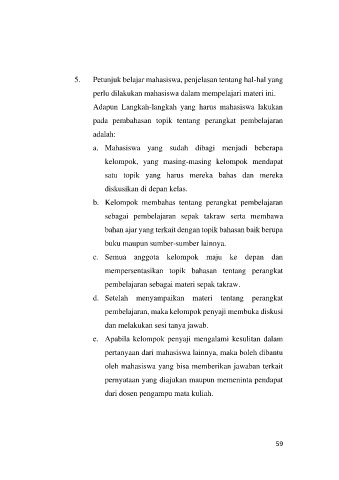 5. Petunjuk belajar mahasiswa, penjelasan tentang hal-hal yang
perlu dilakukan mahasiswa dalam mempelajari materi ini.
Adapun Langkah-langkah yang harus mahasiswa lakukan
pada pembahasan topik tentang perangkat pembelajaran
adalah:
a. Mahasiswa yang sudah dibagi menjadi beberapa
kelompok, yang masing-masing kelompok mendapat
satu topik yang harus mereka bahas dan mereka
diskusikan di depan kelas.
b. Kelompok membahas tentang perangkat pembelajaran
sebagai pembelajaran sepak takraw serta membawa
bahan ajar yang terkait dengan topik bahasan baik berupa
buku maupun sumber-sumber lainnya.
c. Semua anggota kelompok maju ke depan dan
mempersentasikan topik bahasan tentang perangkat
pembelajaran sebagai materi sepak takraw.
d. Setelah menyampaikan materi tentang perangkat
pembelajaran, maka kelompok penyaji membuka diskusi
dan melakukan sesi tanya jawab.
e. Apabila kelompok penyaji mengalami kesulitan dalam
pertanyaan dari mahasiswa lainnya, maka boleh dibantu
oleh mahasiswa yang bisa memberikan jawaban terkait
pernyataan yang diajukan maupun memeninta pendapat
dari dosen pengampu mata kuliah.
59